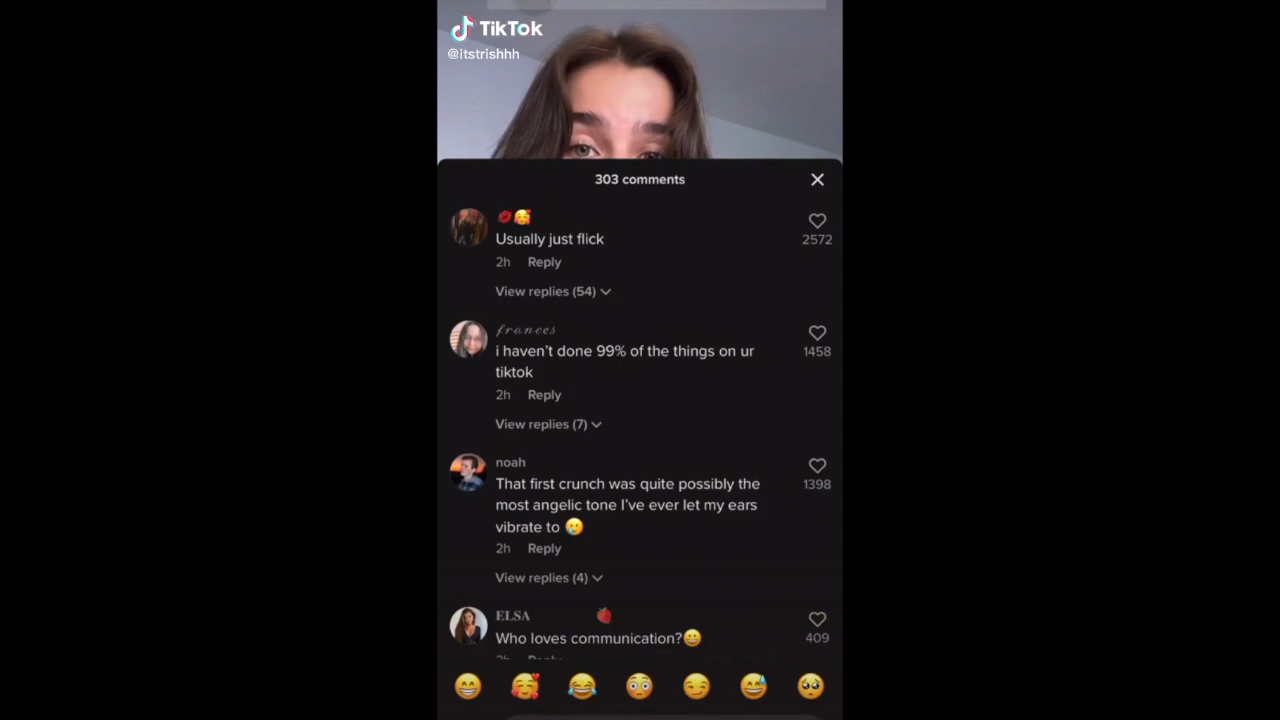 TikTok
@itstrishhh
303 comments
💋🥰
Usually just flick
2572
2h Reply
View replies (54)
frances
i haven't done 99% of the things on ur
1458
tiktok
2h Reply
View replies (7)
noah
That first crunch was quite possibly the
1398
most angelic tone I've ever let my ears
vibrate to 🥲
2h Reply
View replies (4)
ELSA 🍓
Who loves communication?😀
409
2h Reply